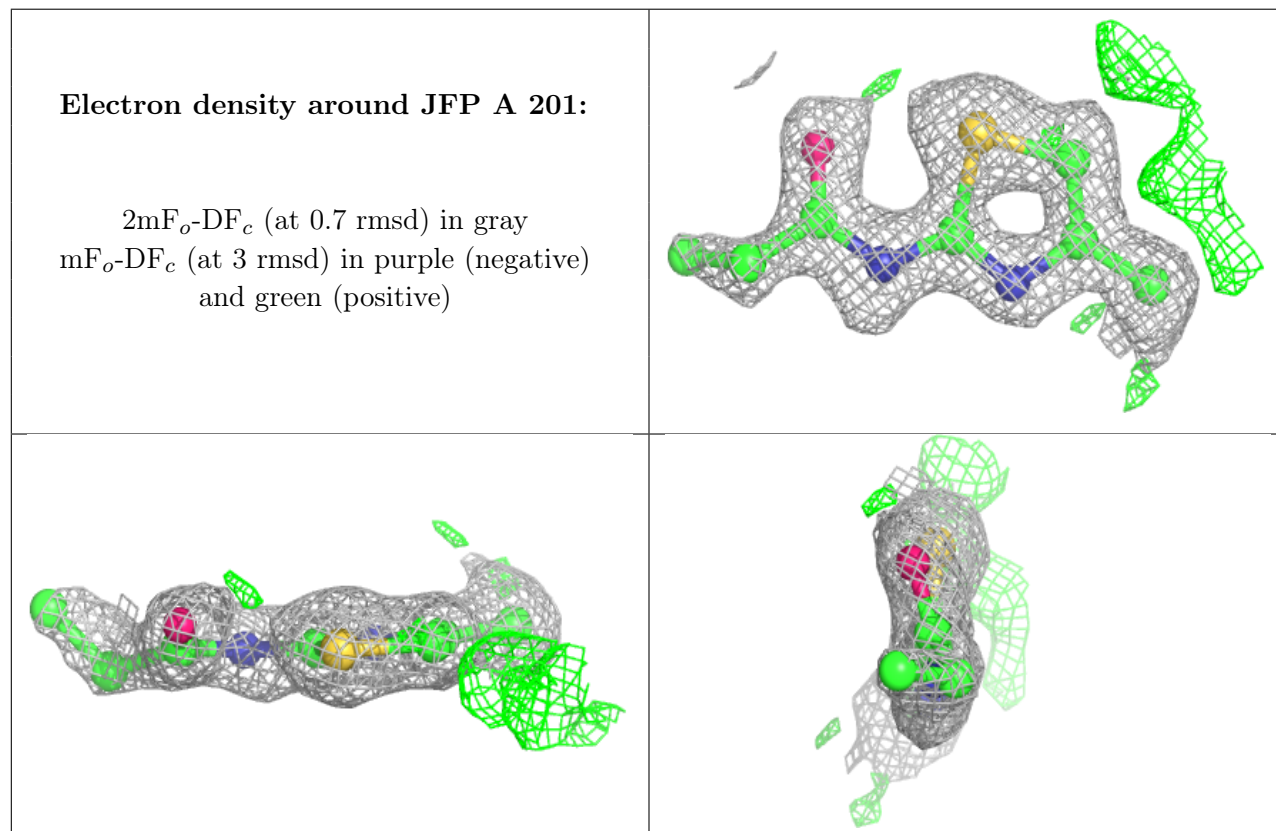 Electron density around JFP A 201:
2mFo-DFc (at 0.7 rmsd) in gray
mFo-DFc (at 3 rmsd) in purple (negative)
and green (positive)